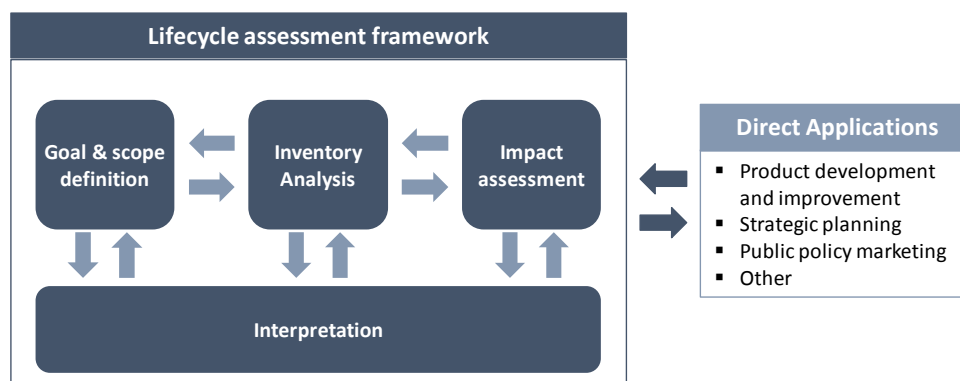 Lifecycle assessment framework
Goal & scope
definition
Inventory
Analysis
Impact
assessment
Interpretation
Direct Applications
▪ Product development
and improvement
▪ Strategic planning
▪ Public policy marketing
▪ Other